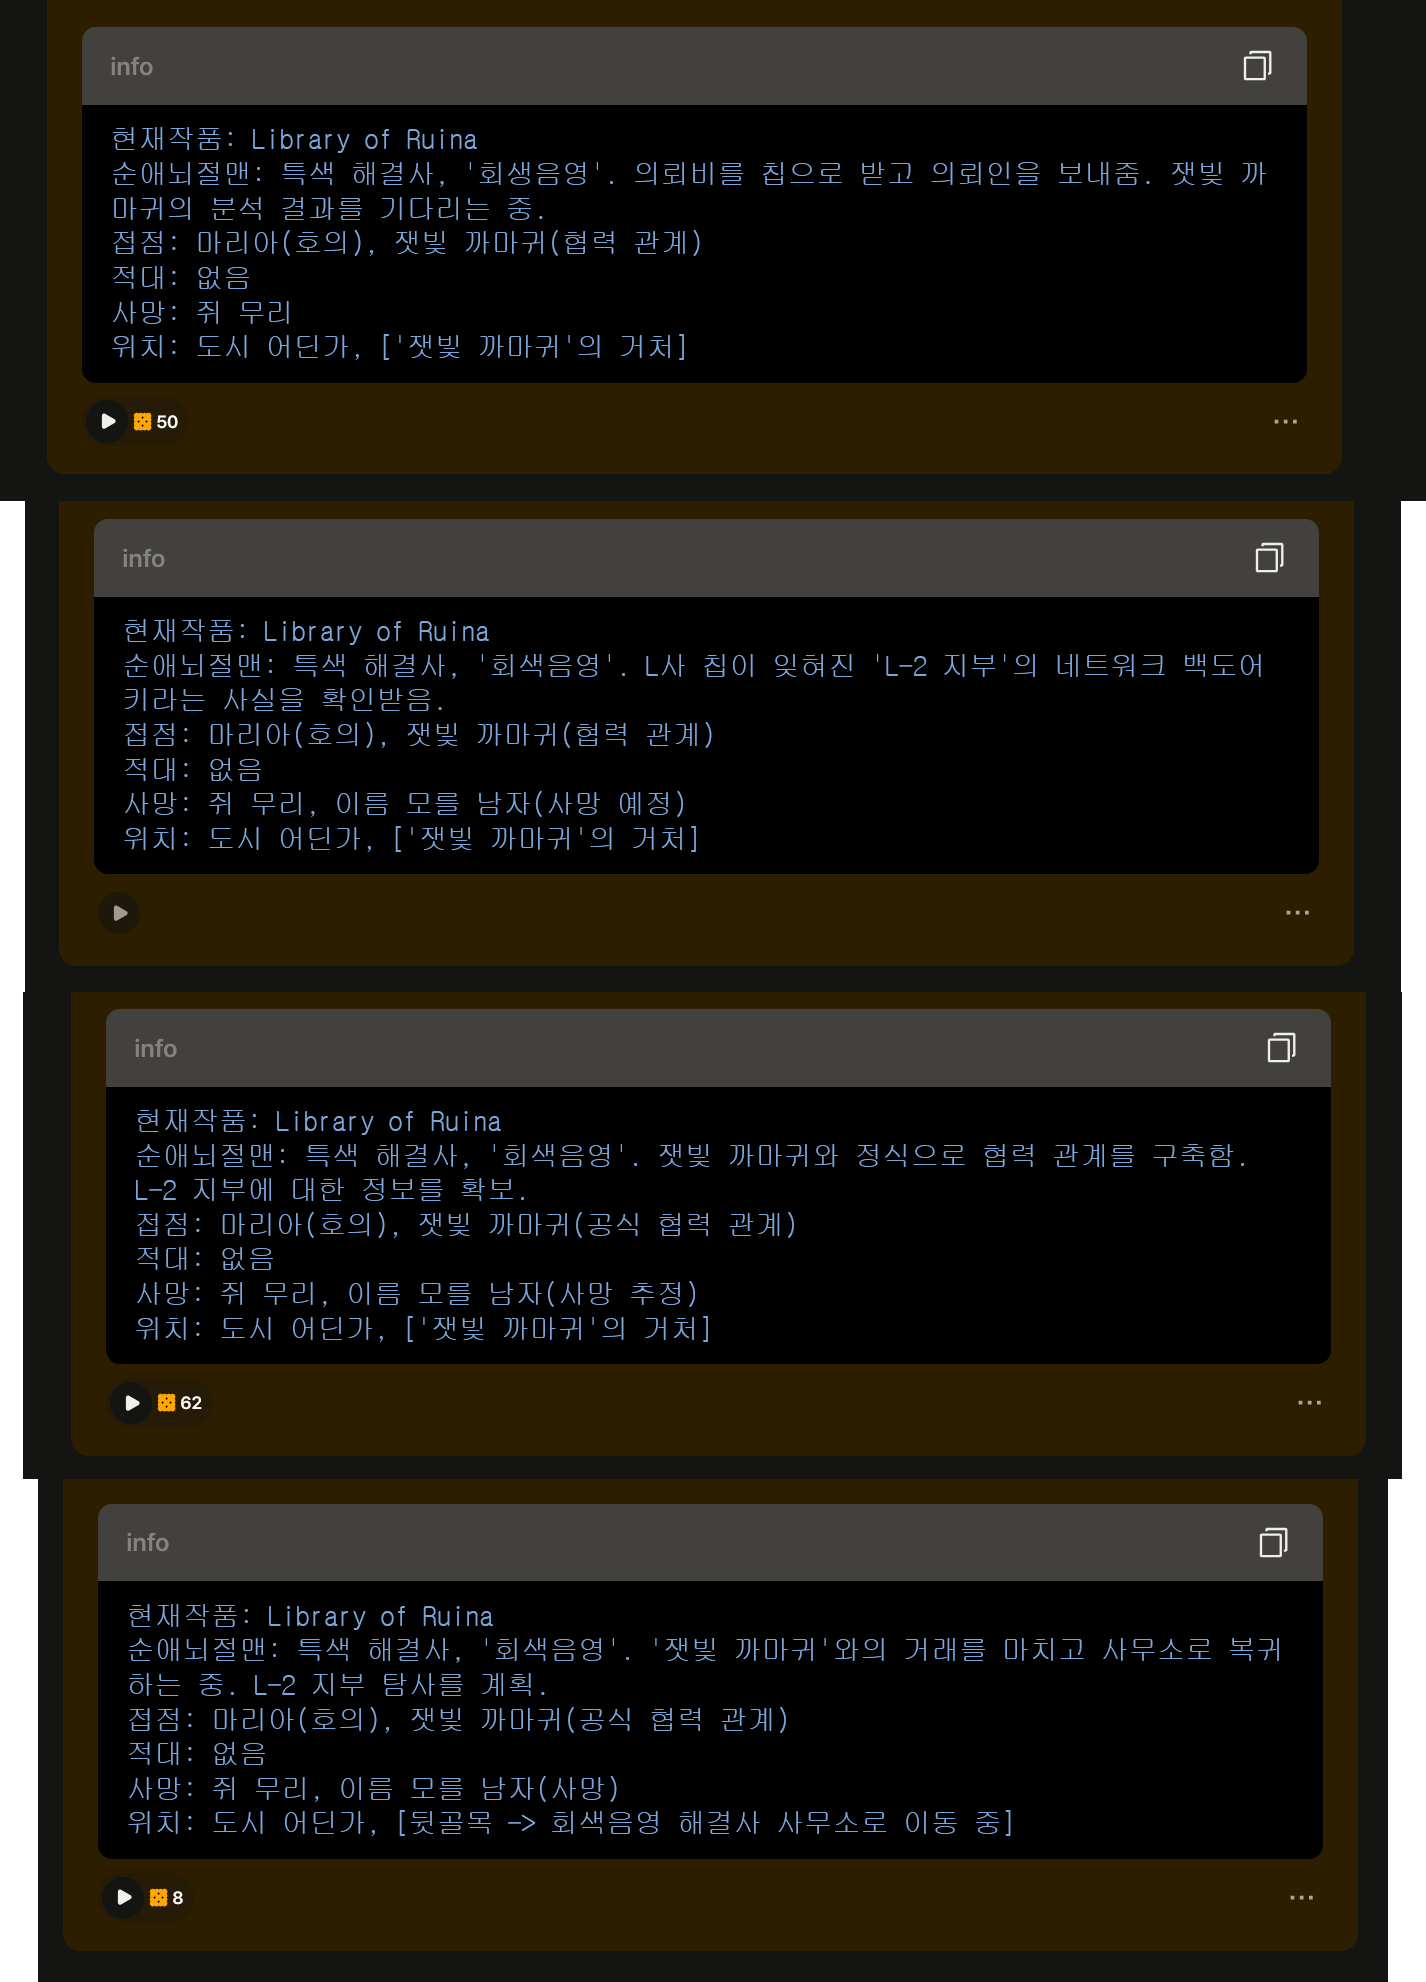 info
현재작품: Library of Ruina
순애뇌절맨: 특색 해결사, '회생음영'. 의뢰비를 칩으로 받고 의뢰인을 보내줌. 잿빛 까
마귀의 분석 결과를 기다리는 중.
접점: 마리아(호의), 잿빛 까마귀(협력 관계)
적대: 없음
사망: 쥐 무리
위치: 도시 어딘가, ['잿빛 까마귀'의 거처]
50
info
현재작품: Library of Ruina
순애뇌절맨: 특색 해결사, '회색음영'. L사 칩이 잊혀진 'L-2 지부'의 네트워크 백도어
키라는 사실을 확인받음.
접점: 마리아(호의), 잿빛 까마귀(협력 관계)
적대: 없음
사망: 쥐 무리, 이름 모를 남자(사망 예정)
위치: 도시 어딘가, ['잿빛 까마귀'의 거처]
info
현재작품: Library of Ruina
순애뇌절맨: 특색 해결사, '회색음영'. 잿빛 까마귀와 정식으로 협력 관계를 구축함.
L-2 지부에 대한 정보를 확보.
접점: 마리아(호의), 잿빛 까마귀(공식 협력 관계)
적대: 없음
사망: 쥐 무리, 이름 모를 남자(사망 추정)
위치: 도시 어딘가, ['잿빛 까마귀'의 거처]
62
info
현재작품: Library of Ruina
순애뇌절맨: 특색 해결사, '회색음영'. '잿빛 까마귀'와의 거래를 마치고 사무소로 복귀
하는 중. L-2 지부 탐사를 계획.
접점: 마리아(호의), 잿빛 까마귀(공식 협력 관계)
적대: 없음
사망: 쥐 무리, 이름 모를 남자(사망)
위치: 도시 어딘가, [뒷골목 -> 회색음영 해결사 사무소로 이동 중]
8